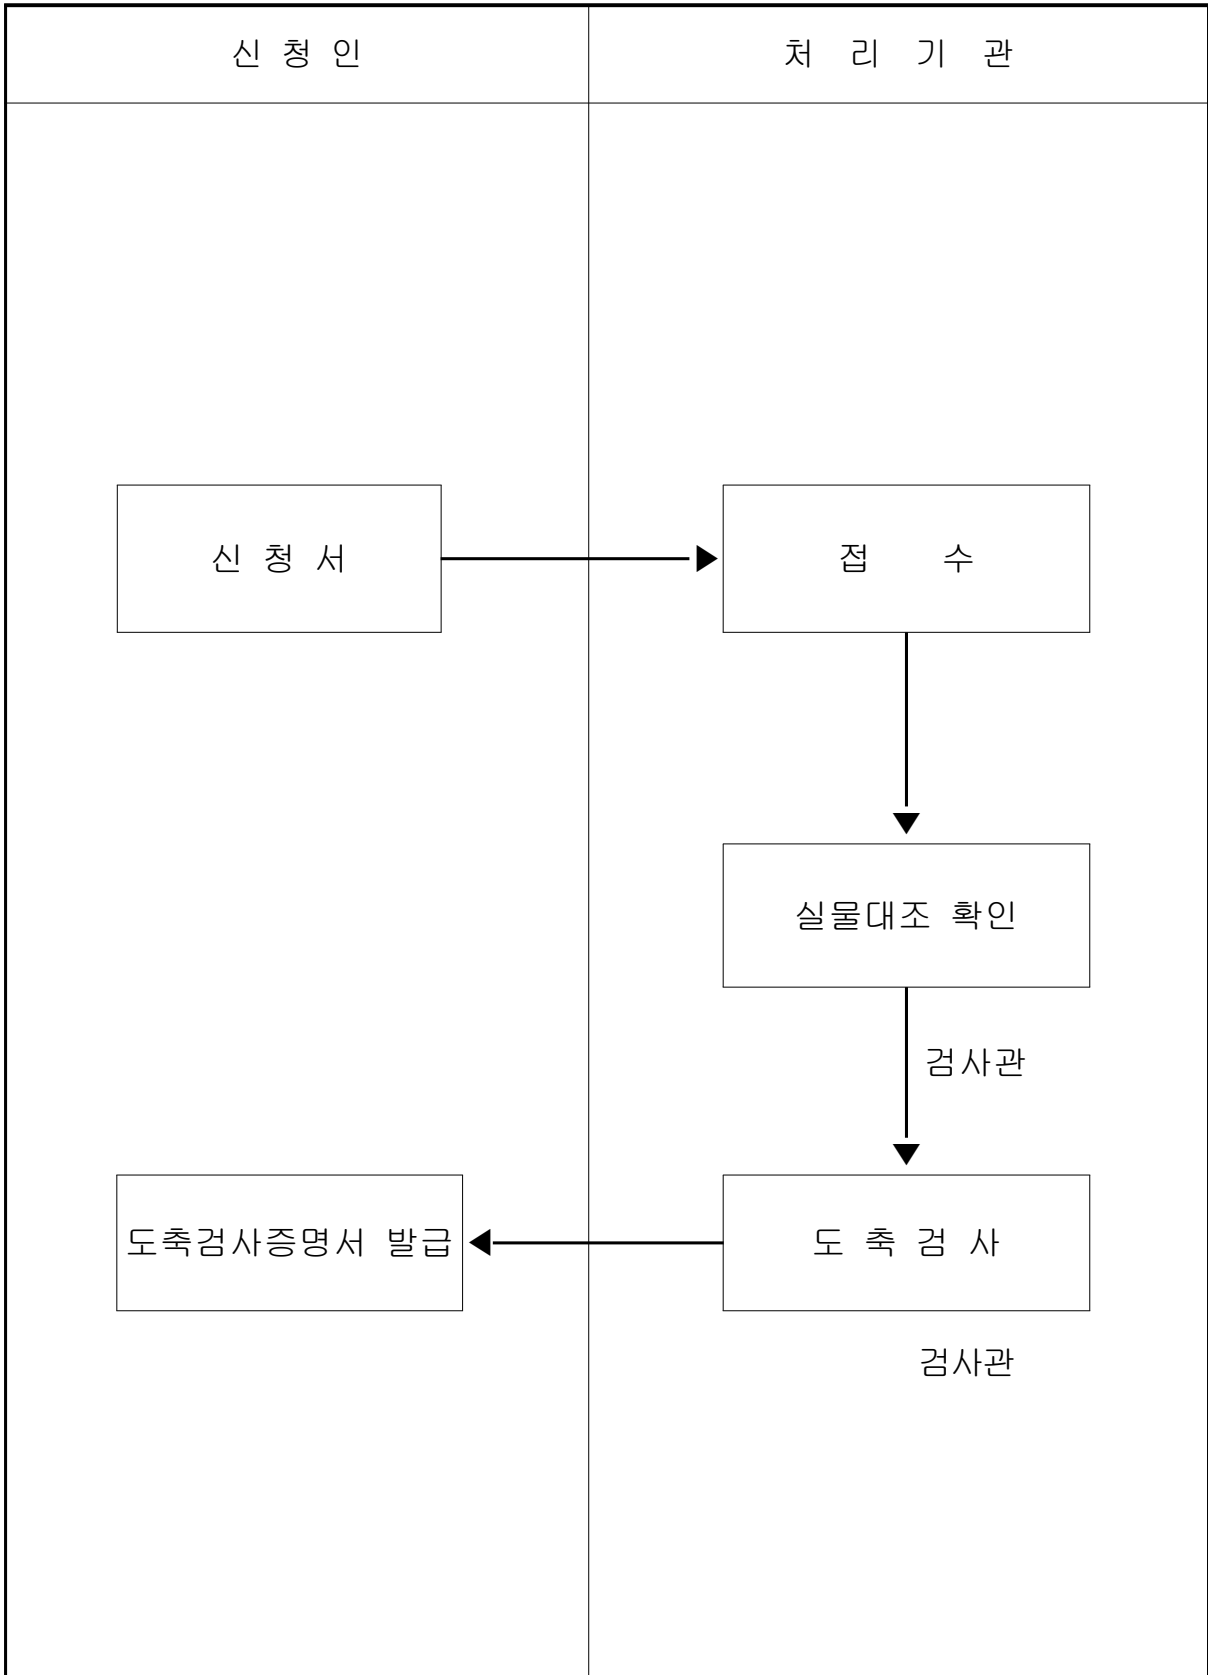 신 청 인
처 리 기 관
신 청 서
접 수
실물대조 확인
검사관
도축검사증명서 발급
도 축 검 사
검사관